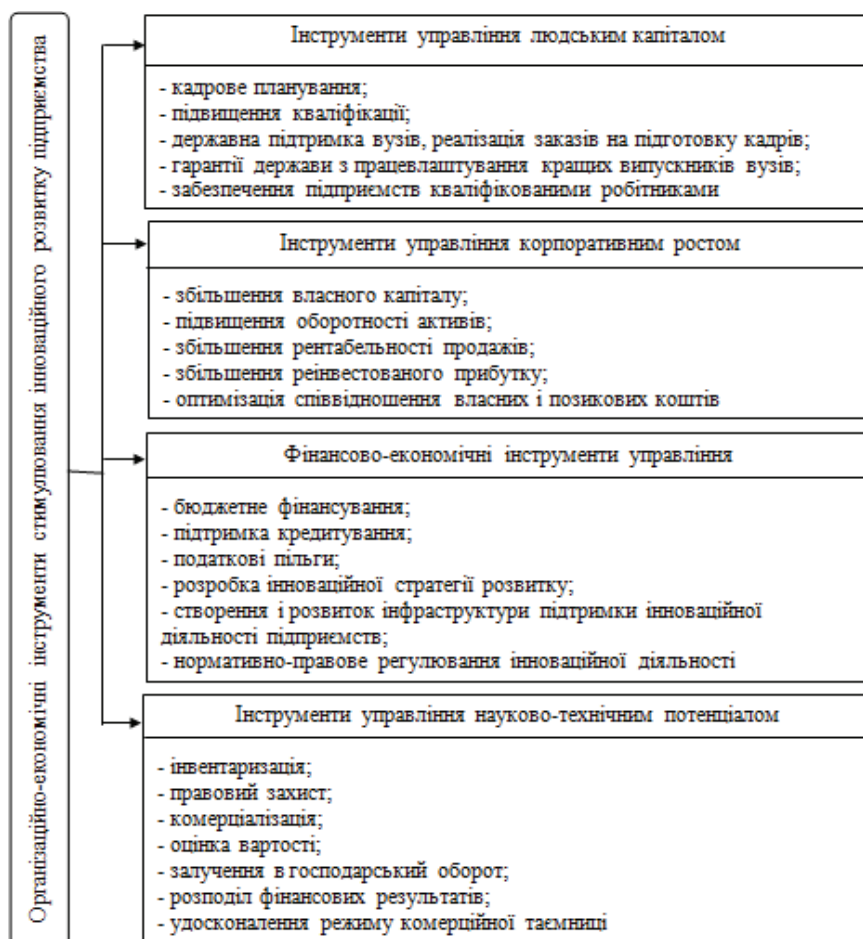 Організаційно-економічні інструменти стимулювання інноваційного розвитку підприємства
Інструменти управління людським капіталом
- кадрове планування;
- підвищення кваліфікації;
- державна підтримка вузів, реалізація заказів на підготовку кадрів;
- гарантії держави з працевлаштування кращих випускників вузів;
- забезпечення підприємств кваліфікованими робітниками
Інструменти управління корпоративним ростом
- збільшення власного капіталу;
- підвищення оборотності активів;
- збільшення рентабельності продажів;
- збільшення реінвестованого прибутку;
- оптимізація співвідношення власних і позикових коштів
Фінансово-економічні інструменти управління
- бюджетне фінансування;
- підтримка кредитування;
- податкові пільги;
- розробка інноваційної стратегії розвитку;
- створення і розвиток інфраструктури підтримки інноваційної
діяльності підприємств;
- нормативно-правове регулювання інноваційної діяльності
Інструменти управління науково-технічним потенціалом
- інвентаризація;
- правовий захист;
- комерціалізація;
- оцінка вартості;
- залучення в господарський оборот;
- розподіл фінансових результатів;
- удосконалення режиму комерційної таємниці